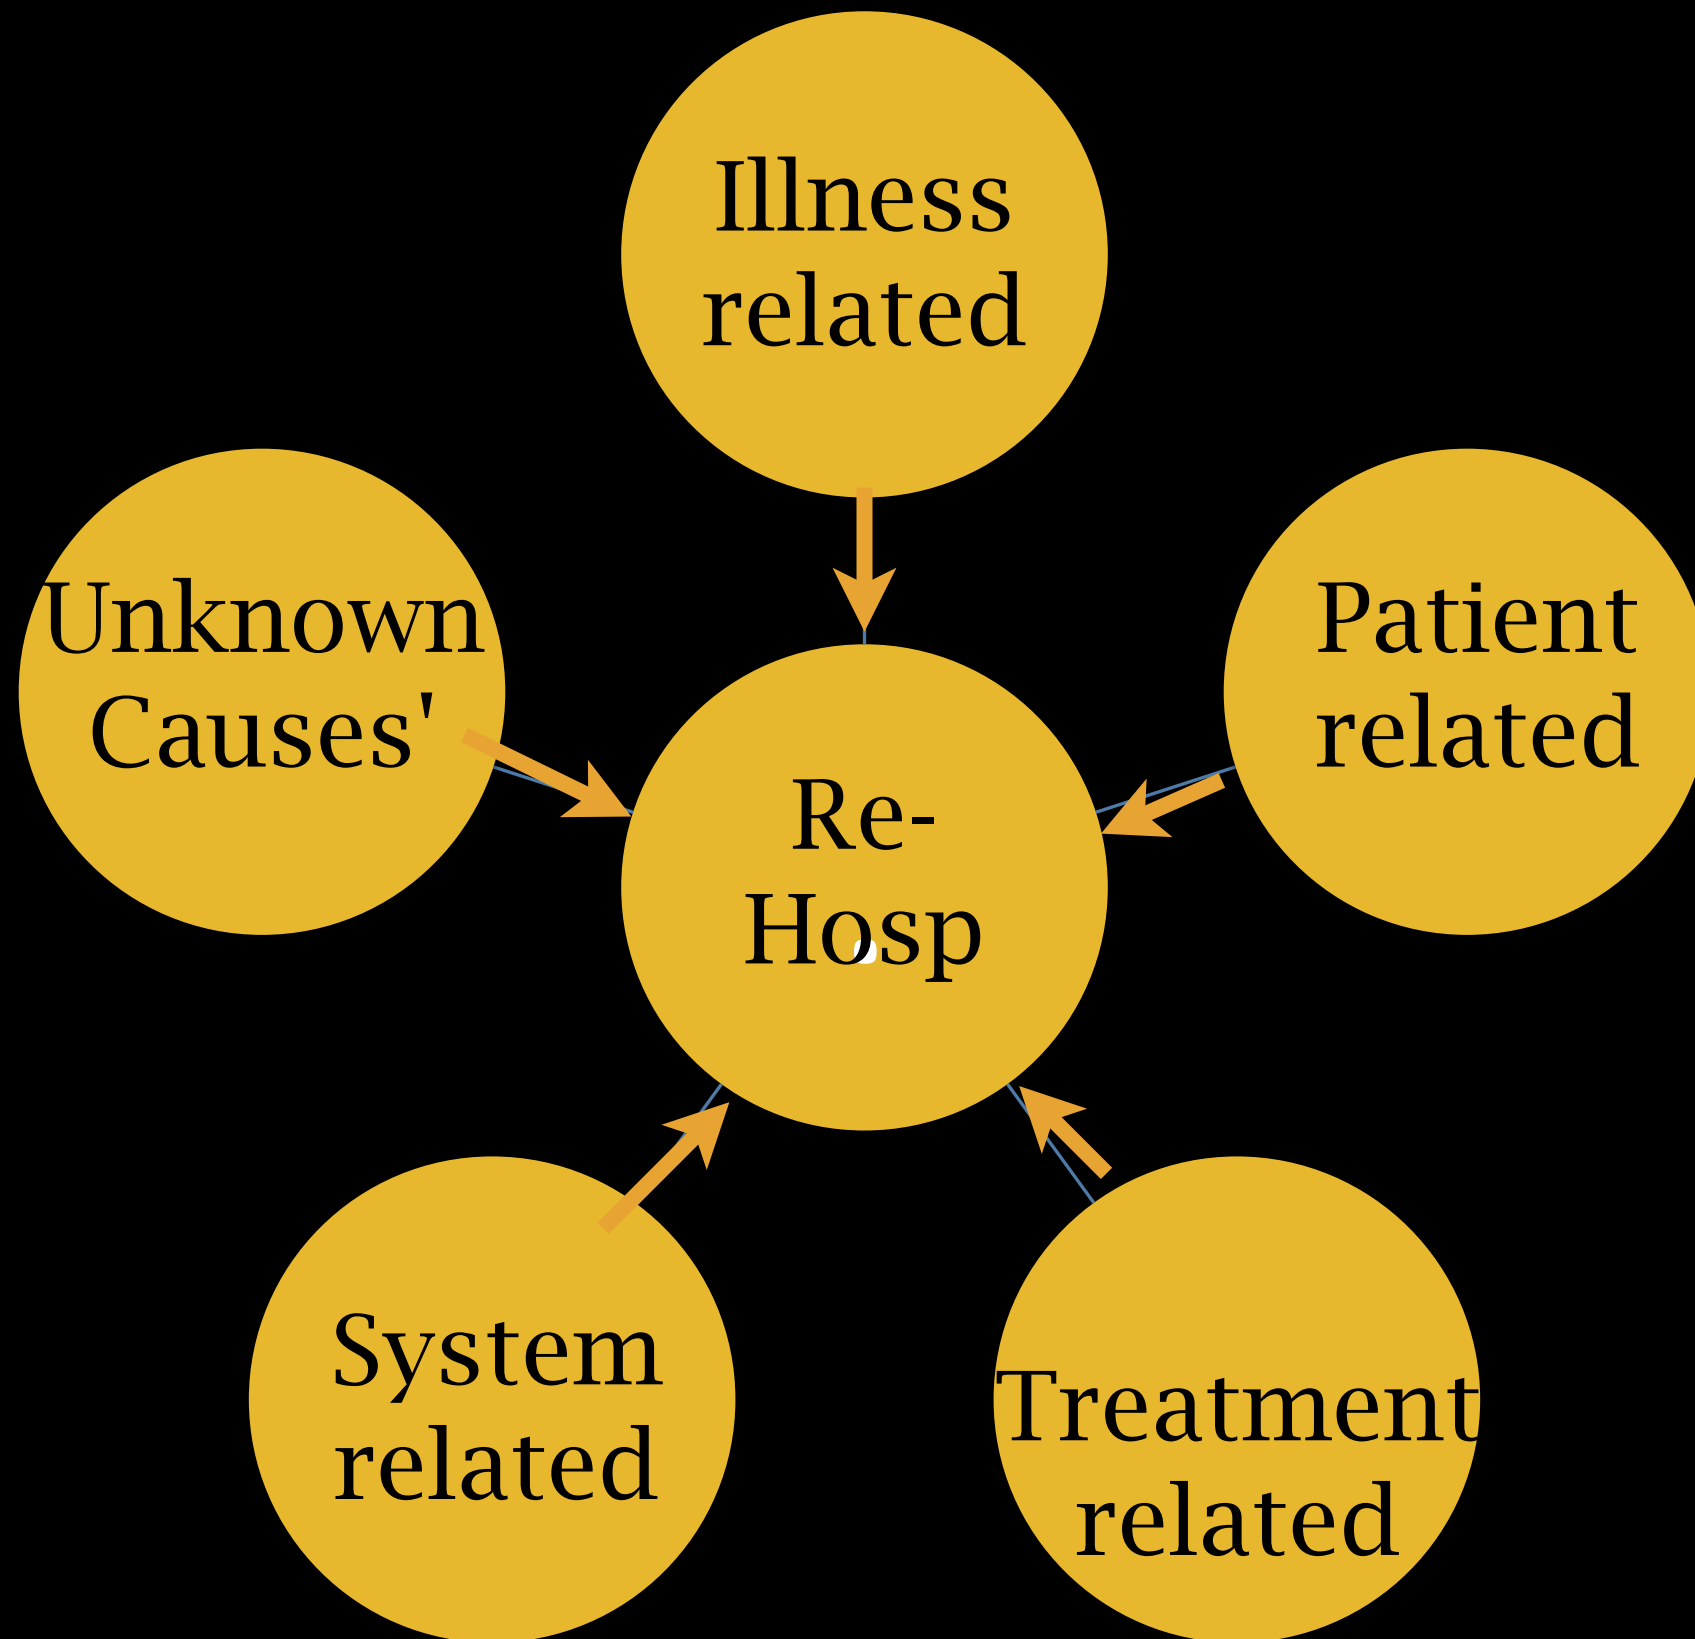 Illness
related
Unknown
Causes'
Patient
related
Re-
Hosp
System
related
Treatment
related